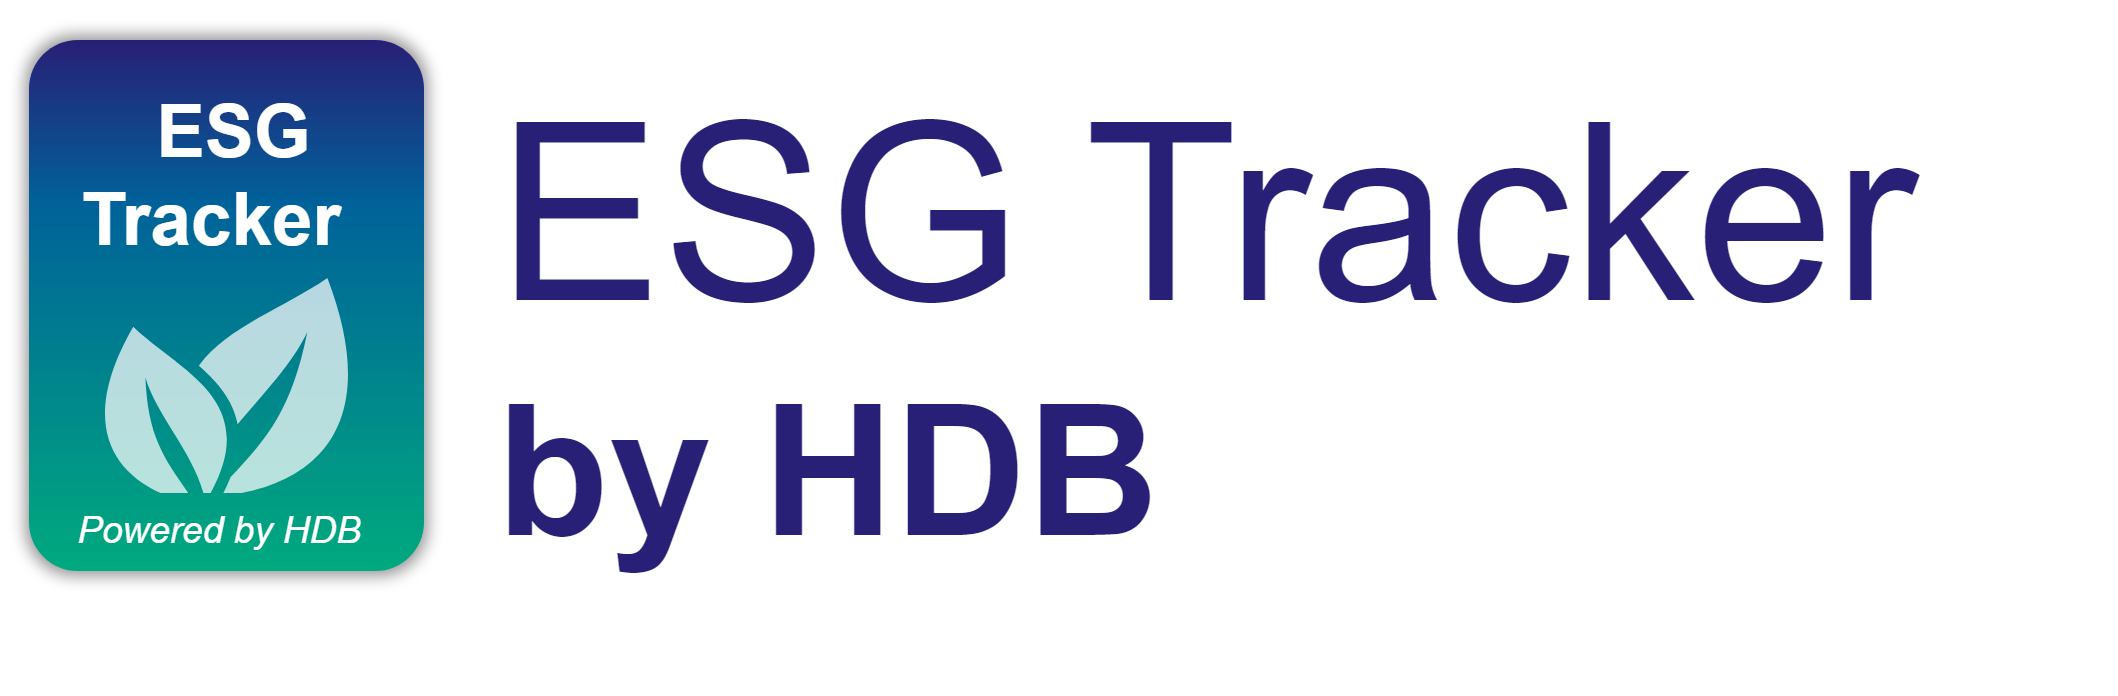 ESG
Tracker
Powered by HDB
ESG Tracker
by HDB